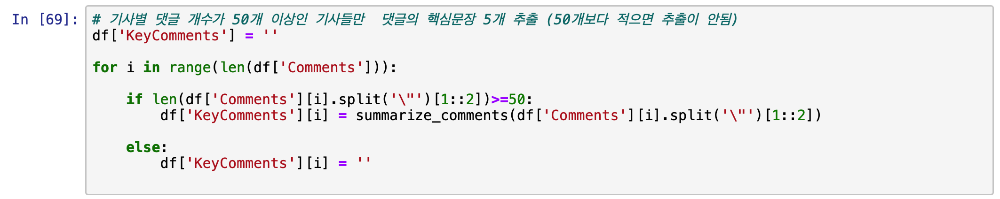 In [69]: # 기사별 댓글 개수가 50개 이상인 기사들만  댓글의 핵심문장 5개 추출 (50개보다 적으면 추출이 안됨)
df['KeyComments'] = ''
for i in range(len(df['Comments'])):
    if len(df['Comments'][i].split('\"')[1::2])>=50:
        df['KeyComments'][i] = summarize_comments(df['Comments'][i].split('\"')[1::2])
    else:
        df['KeyComments'][i] = ''